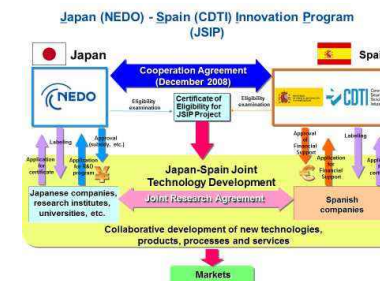 Japan (NEDO) - Spain (CDTI) Innovation Program
(JSIP)
Japan
Spa
Cooperation Agreement
(December 2008)
NEDO
Eligibility
examination
Certificate of
Eligibility for
JSIP Project
Eligibility
examination
CDTI
Labeling
Approval
(subsidy, etc.)
Application
for
certificate
Application
for R&D
program
Approval
of
Financial
Support
Application
for
Financial
Support
Labeling
Japan-Spain Joint
Technology Development
Japanese companies,
research institutes,
universities, etc.
Joint Research Agreement
Spanish
companies
Collaborative development of new technologies,
products, processes and services
Markets